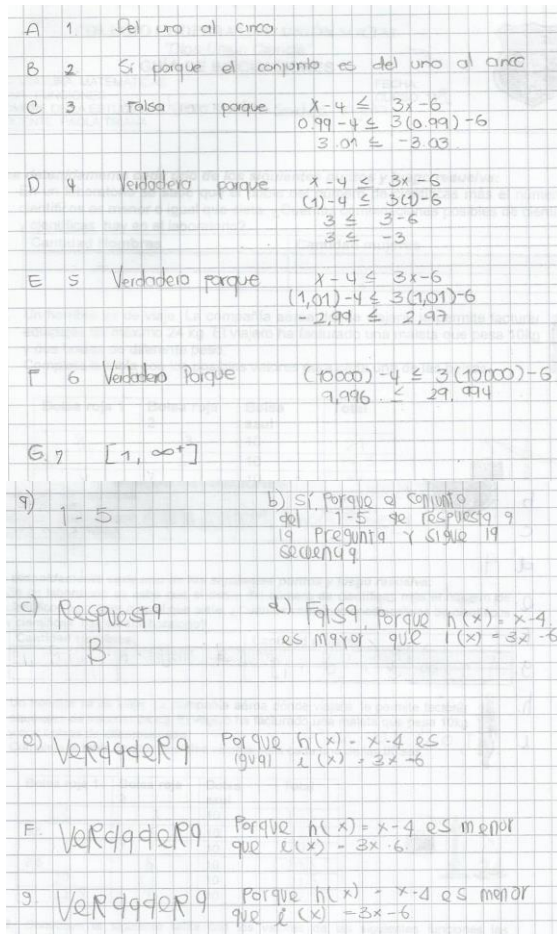 A 1 Del uno al cinco
B 2 Si porque el conjunto es del uno al cinco
C 3 Falsa porque x-4 ≤ 3x-6
0.99-4 ≤ 3(0.99)-6
3.01 ≤ -3.03
D 4 Verdadera porque x-4 ≤ 3x-6
(1)-4 ≤ 3(1)-6
3 ≤ 3-6
3 ≤ -3
E 5 Verdadero porque x-4 ≤ 3x-6
(1,01)-4 ≤ 3(1,01)-6
-2,99 ≤ 2,97
F 6 Verdadero Porque (10000)-4 ≤ 3(10000)-6
9,996 ≤ 29,994
G 7 [1, ∞⁺]
a) 1-5
b) Sí, Porque el conjunto
del 1-5 de respuesta a
la pregunta y sigue la
secuencia
c) Respuesta
B
d) Falsa, Porque h(x)= x-4
es mayor que i(x) = 3x-6
e) VeRdadeRa Porque h(x) = x-4 es
igual i(x) = 3x-6
F. VeRdadeRa Porque h(x) = x-4 es menor
que i(x) = 3x-6.
g VeRdadeRa Porque h(x) = x-4 es menor
que i(x) = 3x-6